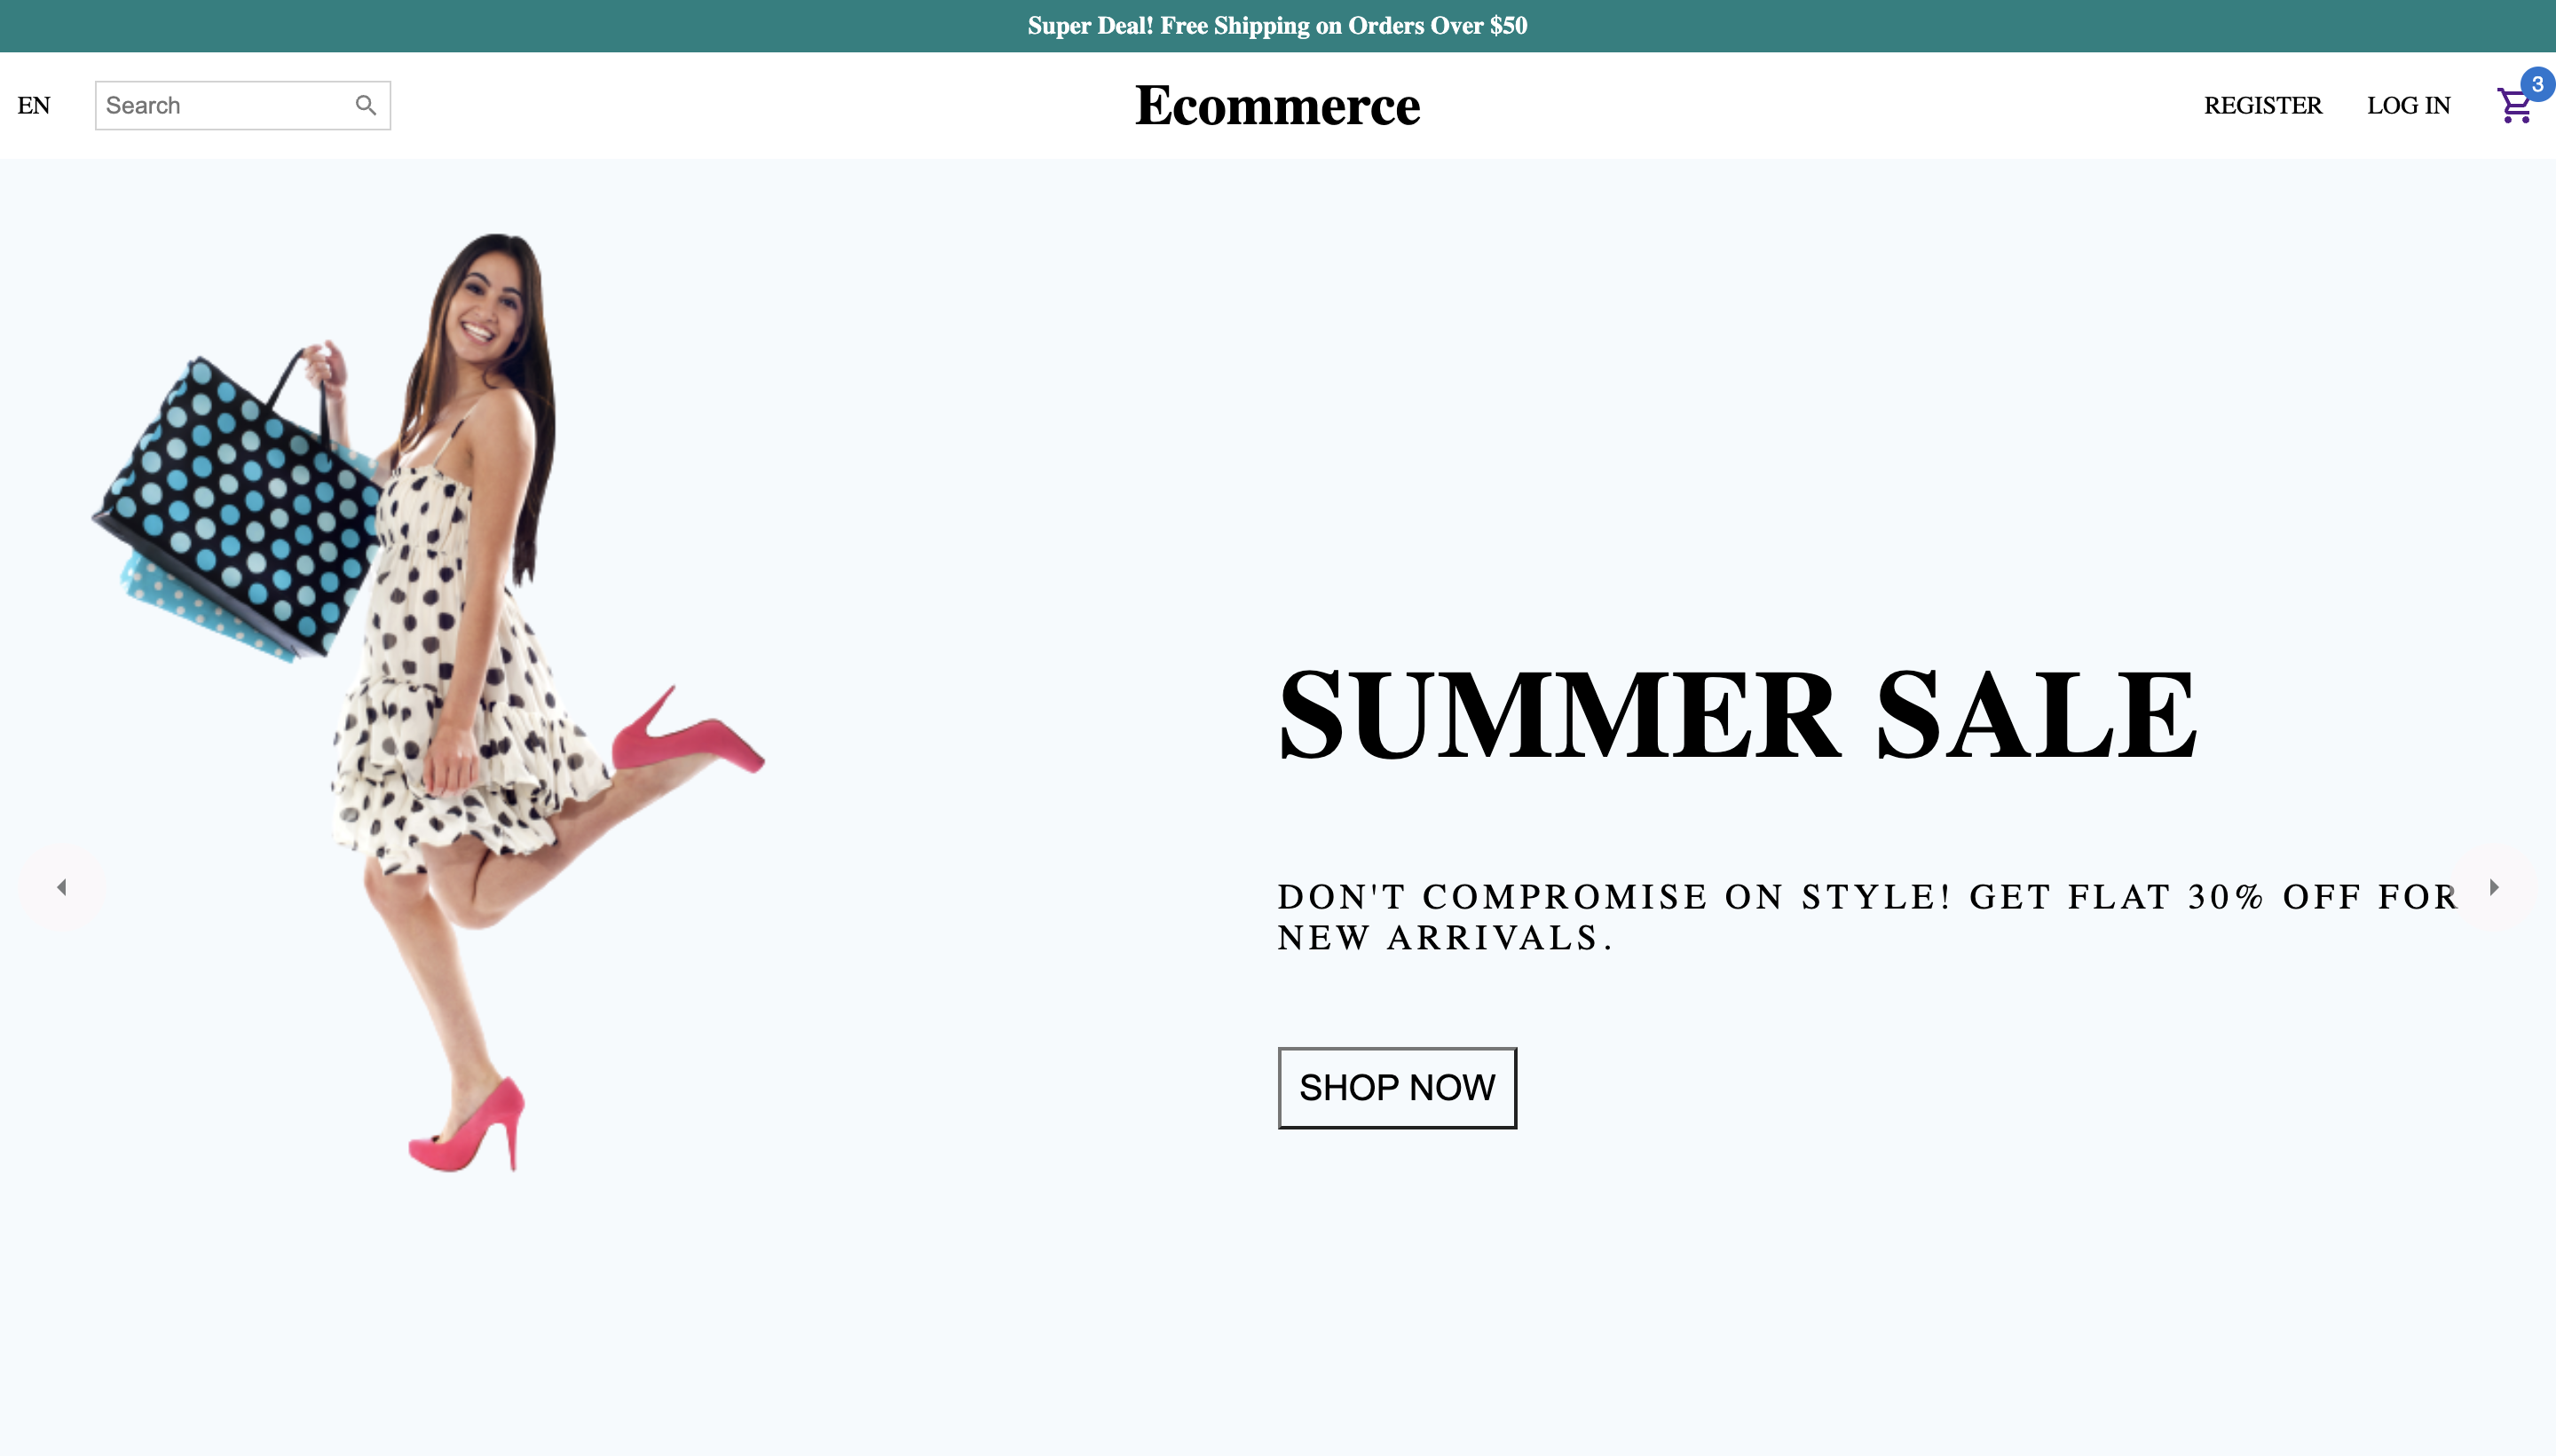 Super Deal! Free Shipping on Orders Over $50
EN
Search
Ecommerce
REGISTER
LOG IN
3
SUMMER SALE
DON'T COMPROMISE ON STYLE! GET FLAT 30% OFF FOR
NEW ARRIVALS.
SHOP NOW